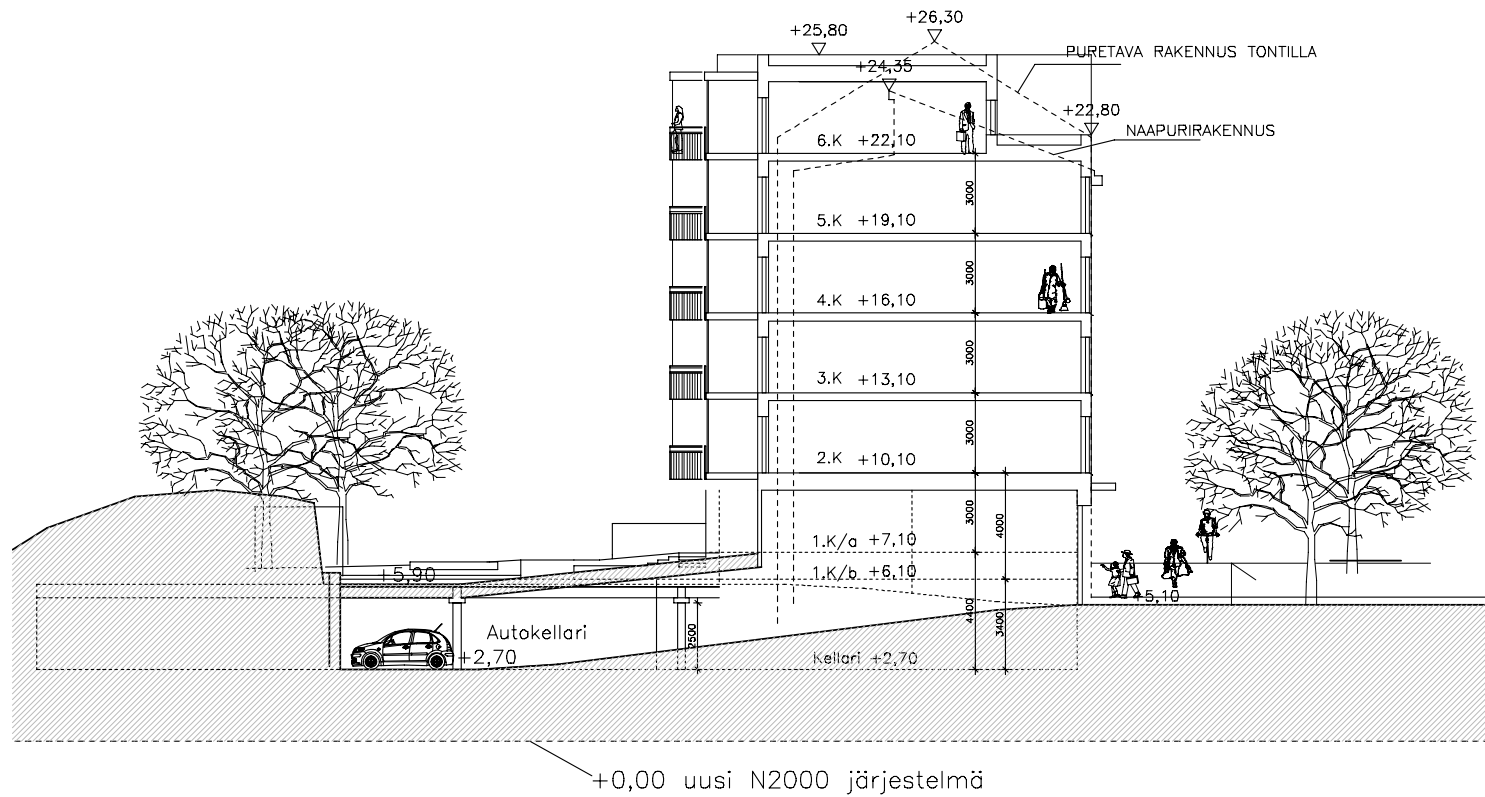 +26,30
+25,80
PURETAVA RAKENNUS TONTILLA
+24,35
+22,80
NAAPURIRAKENNUS
6.K +22,10
3000
5.K +19,10
3000
4.K +16,10
3000
3.K +13,10
3000
2.K +10,10
3000
4000
1.K/a +7,10
1.K/b +6,10
+5,90
+5,10
4400
3400
2500
Autokellari
+2,70
Kellari +2,70
+0,00 uusi N2000 järjestelmä